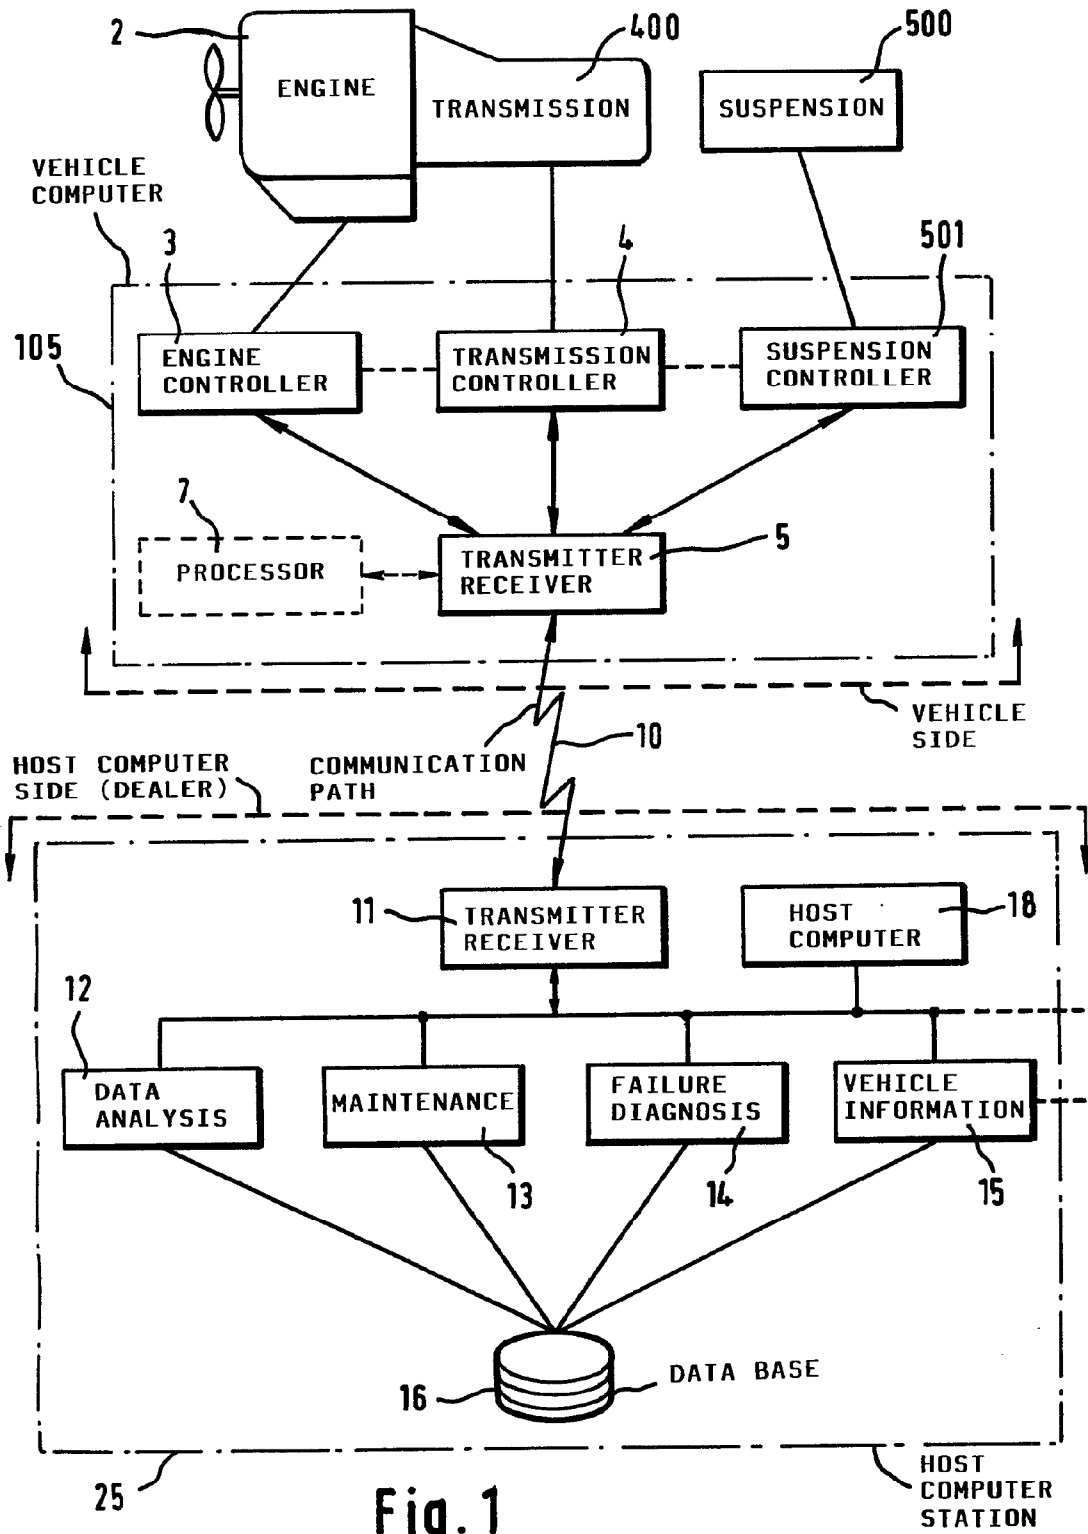 2
400
500
ENGINE
TRANSMISSION
SUSPENSION
VEHICLE
COMPUTER
3
4
501
105
ENGINE
CONTROLLER
TRANSMISSION
CONTROLLER
SUSPENSION
CONTROLLER
7
5
PROCESSOR
TRANSMITTER
RECEIVER
VEHICLE
SIDE
10
COMMUNICATION
PATH
HOST COMPUTER
SIDE (DEALER)
11
TRANSMITTER
RECEIVER
HOST
COMPUTER
18
12
DATA
ANALYSIS
MAINTENANCE
FAILURE
DIAGNOSIS
VEHICLE
INFORMATION
13
14
15
16
DATA BASE
25
HOST
COMPUTER
STATION
Fig. 1